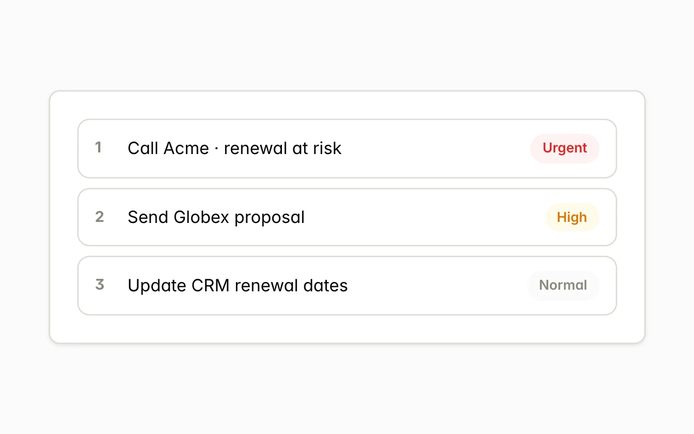 1 Call Acme · renewal at risk Urgent
2 Send Globex proposal High
3 Update CRM renewal dates Normal